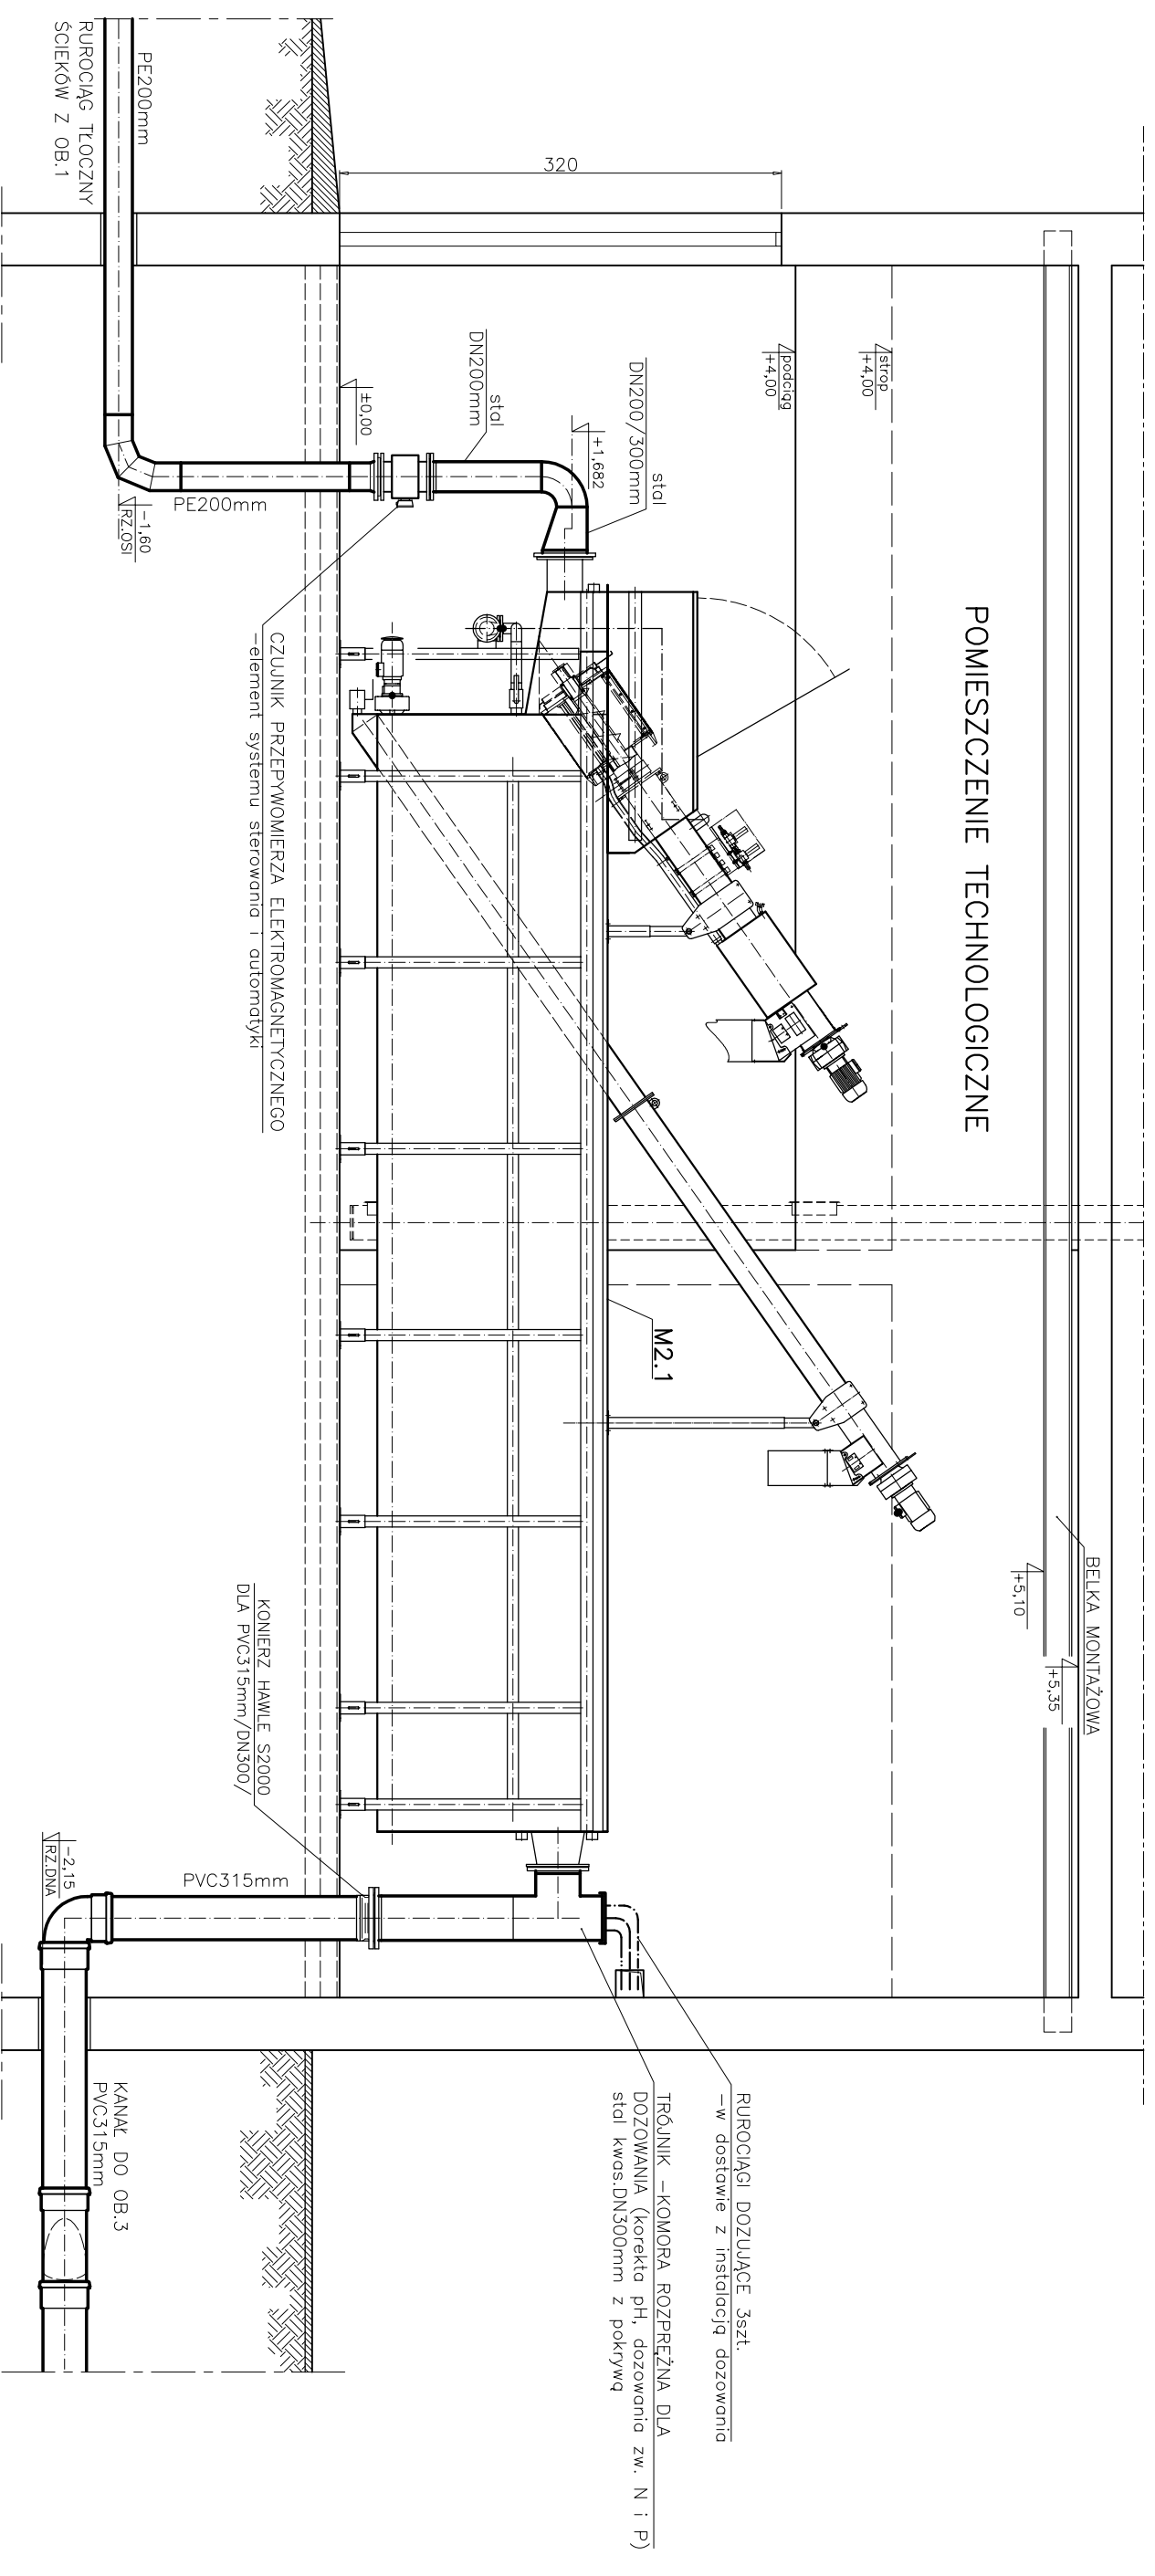 POMIESZCZENIE TECHNOLOGICZNE
BELKA MONTAŻOWA
+5,35
+5,10
strop
+4,00
podciąg
+4,00
320
stal
DN200/300mm
+1,682
stal
DN200mm
±0,00
M2.1
PE200mm
RUROCIĄG TŁOCZNY
ŚCIEKÓW Z OB.1
PE200mm
-1,60
RZ.OSI
CZUJNIK PRZEPYWOMIERZA ELEKTROMAGNETYCZNEGO
-element systemu sterowania i automatyki
KONIERZ HAWLE S2000
DLA PVC315mm/DN300/
PVC315mm
-2,15
RZ.DNA
RUROCIĄGI DOZUJĄCE 3szt.
-w dostawie z instalacją dozowania
TRÓJNIK -KOMORA ROZPRĘŻNA DLA
DOZOWANIA (korekta pH, dozowania zw. N i P)
stal kwas.DN300mm z pokrywą
KANAŁ DO OB.3
PVC315mm